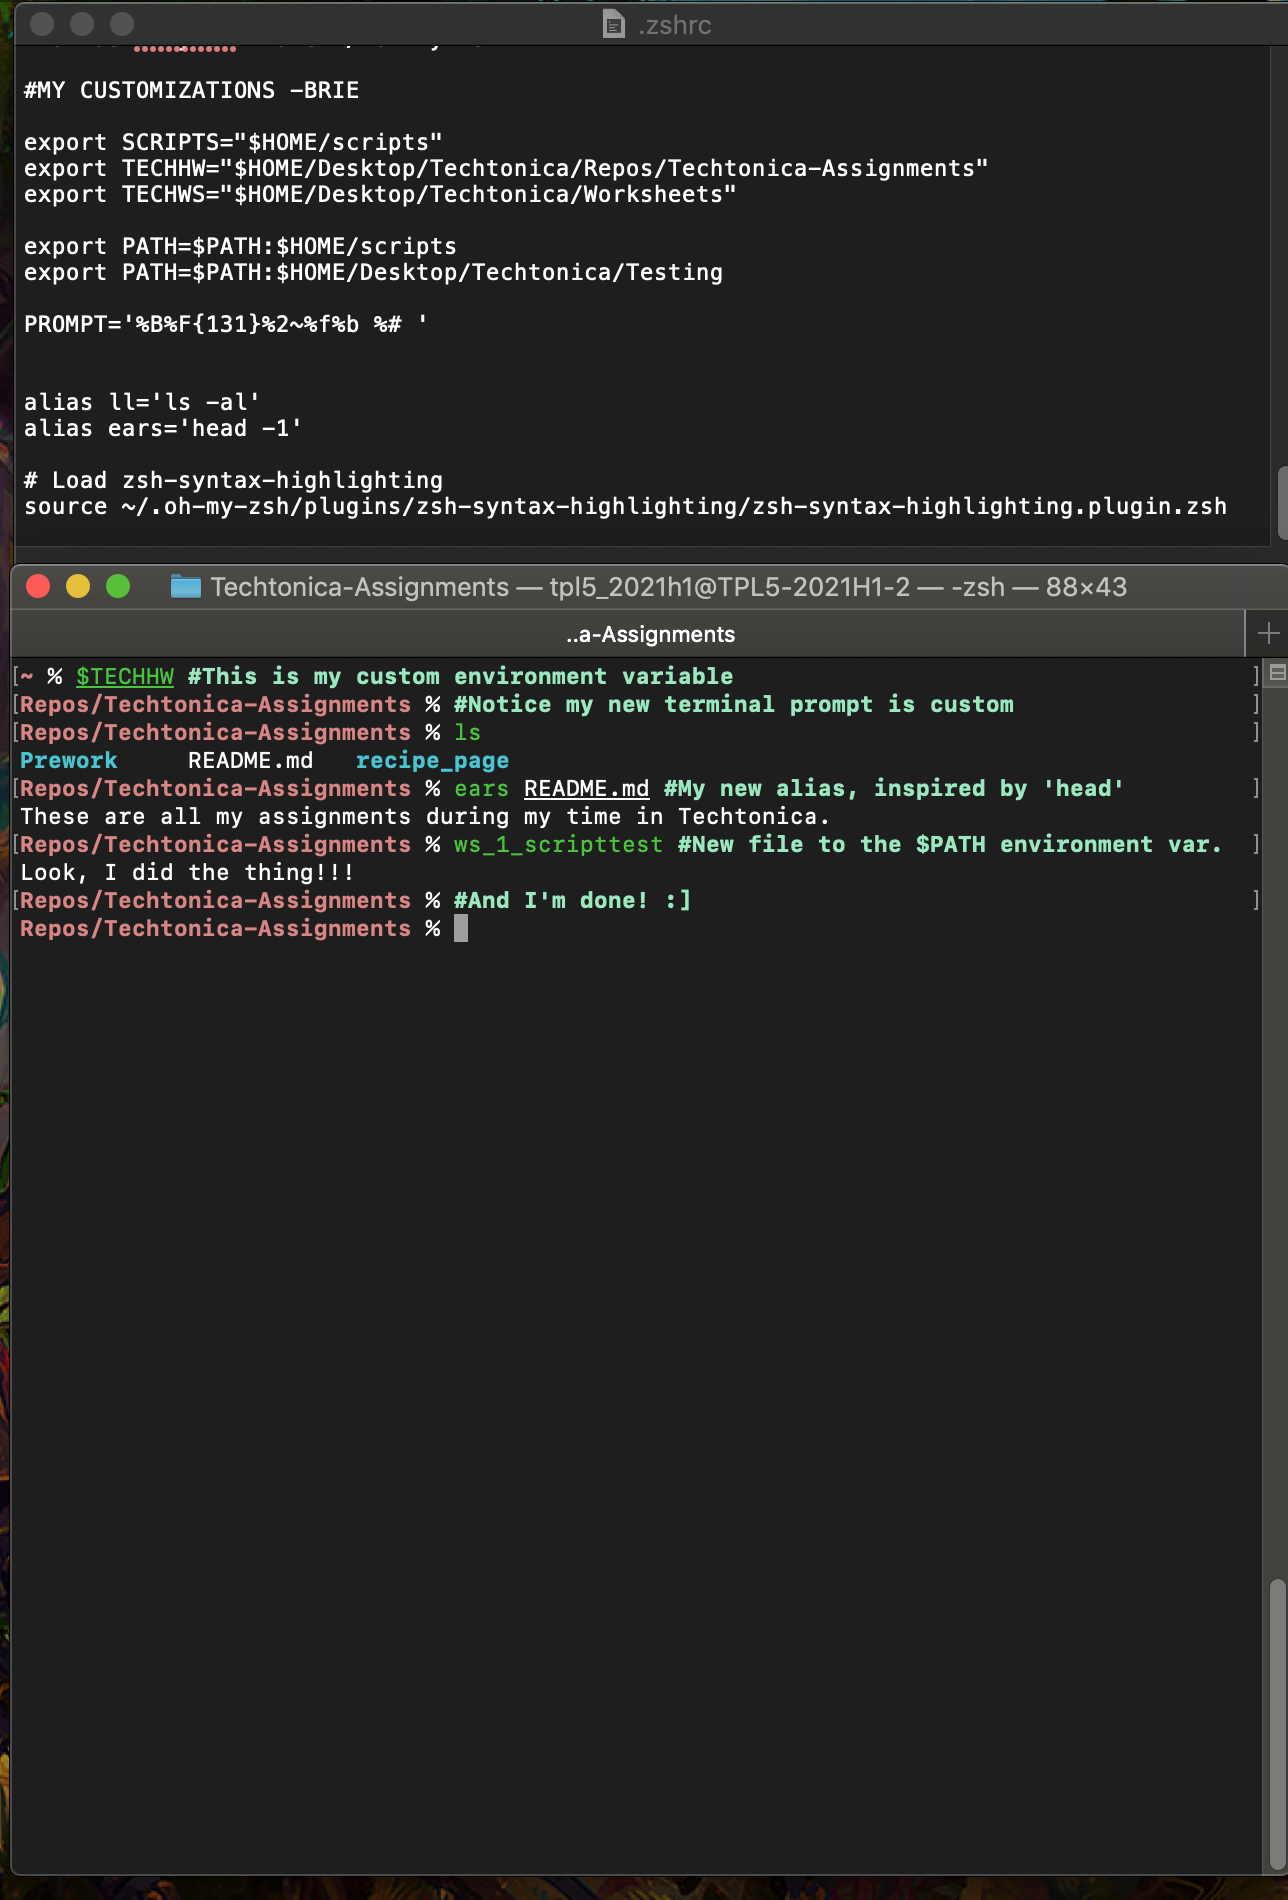 .zshrc
#MY CUSTOMIZATIONS -BRIE
export SCRIPTS="$HOME/scripts"
export TECHHW="$HOME/Desktop/Techtonica/Repos/Techtonica-Assignments"
export TECHWS="$HOME/Desktop/Techtonica/Worksheets"
export PATH=$PATH:$HOME/scripts
export PATH=$PATH:$HOME/Desktop/Techtonica/Testing
PROMPT='%B%F{131}%2~%f%b %# '
alias ll='ls -al'
alias ears='head -1'
# Load zsh-syntax-highlighting
source ~/.oh-my-zsh/plugins/zsh-syntax-highlighting/zsh-syntax-highlighting.plugin.zsh
Techtonica-Assignments — tpl5_2021h1@TPL5-2021H1-2 — -zsh — 88×43
..a-Assignments
[~ % $TECHHW #This is my custom environment variable ]
[Repos/Techtonica-Assignments % #Notice my new terminal prompt is custom ]
[Repos/Techtonica-Assignments % ls ]
Prework README.md recipe_page
[Repos/Techtonica-Assignments % ears README.md #My new alias, inspired by 'head' ]
These are all my assignments during my time in Techtonica.
[Repos/Techtonica-Assignments % ws_1_scripttest #New file to the $PATH environment var. ]
Look, I did the thing!!!
[Repos/Techtonica-Assignments % #And I'm done! :] ]
Repos/Techtonica-Assignments %